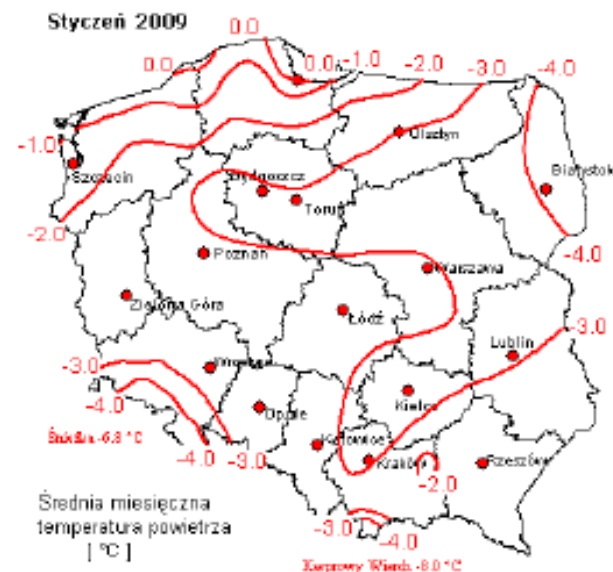 Styczeń 2009
0.0
0.0
0.0
-1.0
-2.0
-3.0
-4.0
-1.0
Szczecin
Olsztyn
Bydgoszcz
Toruń
Białystok
-2.0
Poznań
Warszawa
-4.0
Zielona Góra
Łódź
-3.0
Lublin
-3.0
Wrocław
-4.0
Opole
Kielce
-6.8 °C
-4.0
-3.0
Katowice
Kraków
Rzeszów
-2.0
Średnia miesięczna
temperatura powietrza
[ °C ]
-3.0
-4.0
Kasprowy Wierch -8.0 °C